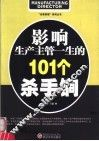 MANUFACTURING
DIRECTOR
影响
生产主管一生的
101个
杀手锏